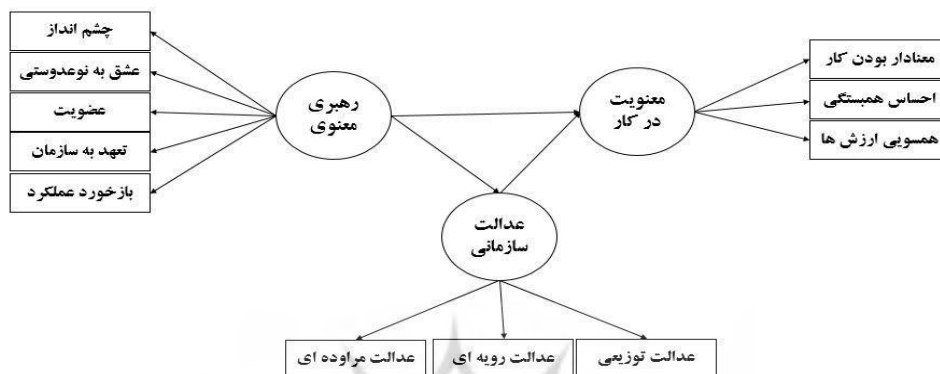 چشم انداز
عشق به نوعدوستی
عضویت
تعهد به سازمان
بازخورد عملکرد
رهبری
معنوی
معنویت
در کار
معنادار بودن کار
احساس همبستگی
همسویی ارزش ها
عدالت
سازمانی
عدالت توزیعی
عدالت رویه ای
عدالت مراوده ای